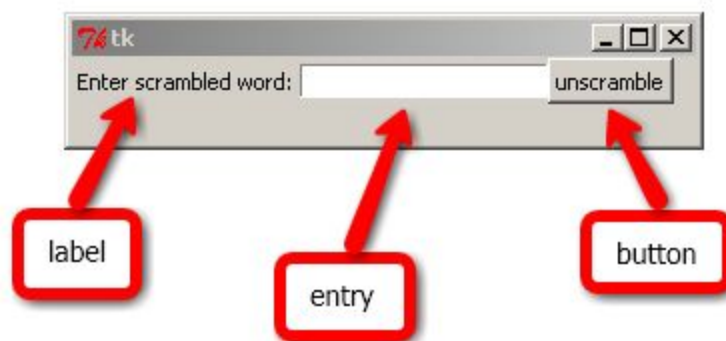 tk
Enter scrambled word: unscramble
label
entry
button